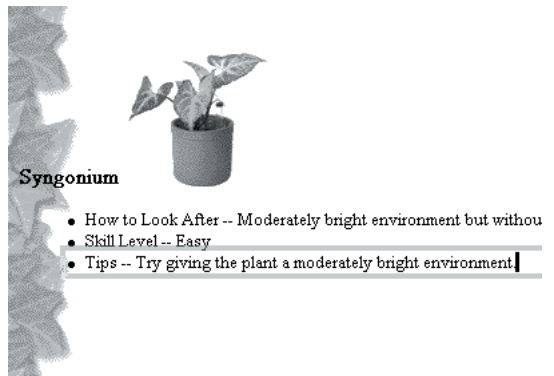 Syngonium
• How to Look After -- Moderately bright environment but withou
• Skill Level -- Easy
• Tips -- Try giving the plant a moderately bright environment.